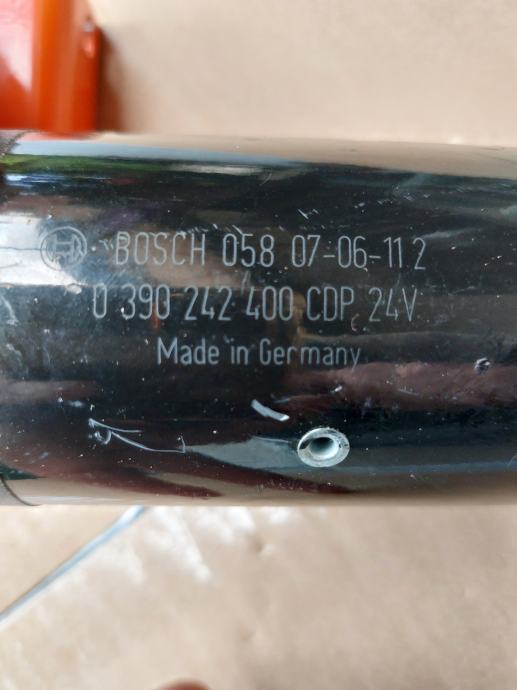 BOSCH 058 07-06-11 2
0 390 242 400 CDP 24V
Made in Germany